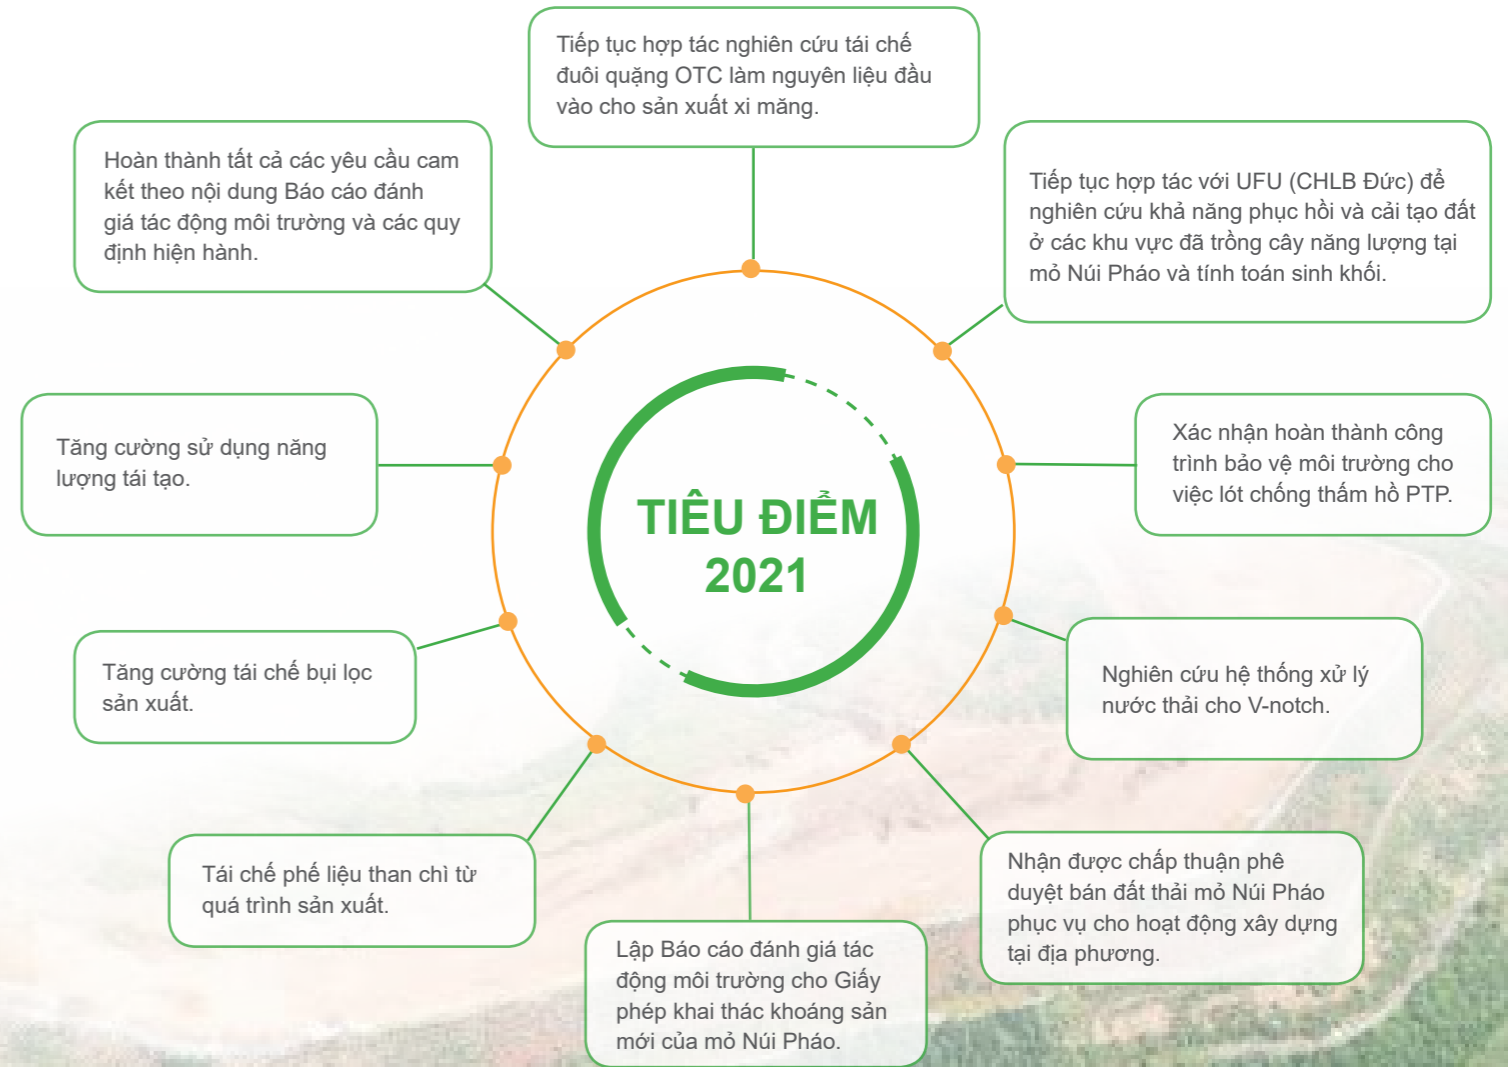 Tiếp tục hợp tác nghiên cứu tái chế
đuôi quặng OTC làm nguyên liệu đầu
vào cho sản xuất xi măng.
Hoàn thành tất cả các yêu cầu cam
kết theo nội dung Báo cáo đánh
giá tác động môi trường và các quy
định hiện hành.
Tiếp tục hợp tác với UFU (CHLB Đức) để
nghiên cứu khả năng phục hồi và cải tạo đất
ở các khu vực đã trồng cây năng lượng tại
mỏ Núi Pháo và tính toán sinh khối.
Tăng cường sử dụng năng
lượng tái tạo.
Xác nhận hoàn thành công
trình bảo vệ môi trường cho
việc lót chống thấm hồ PTP.
TIÊU ĐIỂM
2021
Tăng cường tái chế bụi lọc
sản xuất.
Nghiên cứu hệ thống xử lý
nước thải cho V-notch.
Tái chế phế liệu than chì từ
quá trình sản xuất.
Nhận được chấp thuận phê
duyệt bán đất thải mỏ Núi Pháo
phục vụ cho hoạt động xây dựng
tại địa phương.
Lập Báo cáo đánh giá tác
động môi trường cho Giấy
phép khai thác khoáng sản
mới của mỏ Núi Pháo.